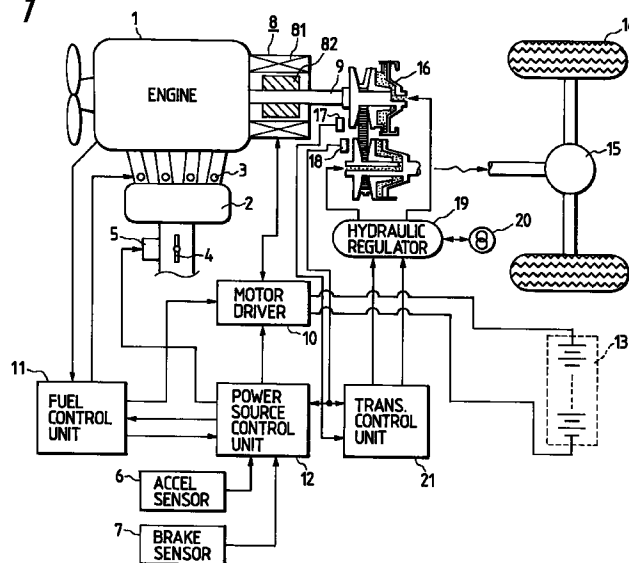 7
1
8
81
82
9
16
14
ENGINE
17
18
3
2
15
5
4
19
20
HYDRAULIC
REGULATOR
MOTOR
DRIVER
10
13
11
FUEL
CONTROL
UNIT
POWER
SOURCE
CONTROL
UNIT
12
TRANS.
CONTROL
UNIT
21
6
ACCEL
SENSOR
7
BRAKE
SENSOR